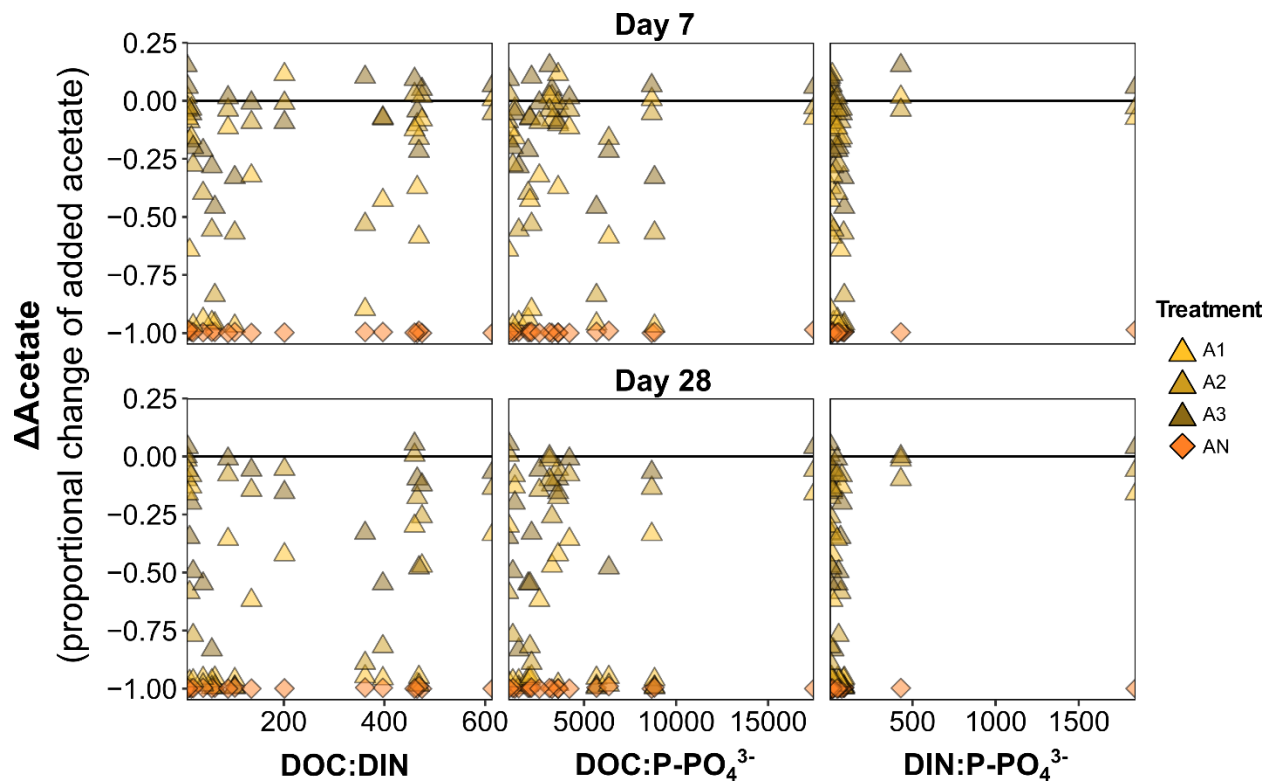 Day 7
ΔAcetate
(proportional change of added acetate)
0.25
0.00
−0.25
−0.50
−0.75
−1.00
Day 28
0.25
0.00
−0.25
−0.50
−0.75
−1.00
200 400 600
5000 10000 15000
0 500 1000 1500
DOC:DIN
DOC:P-PO₄³⁻
DIN:P-PO₄³⁻
Treatment
A1
A2
A3
AN